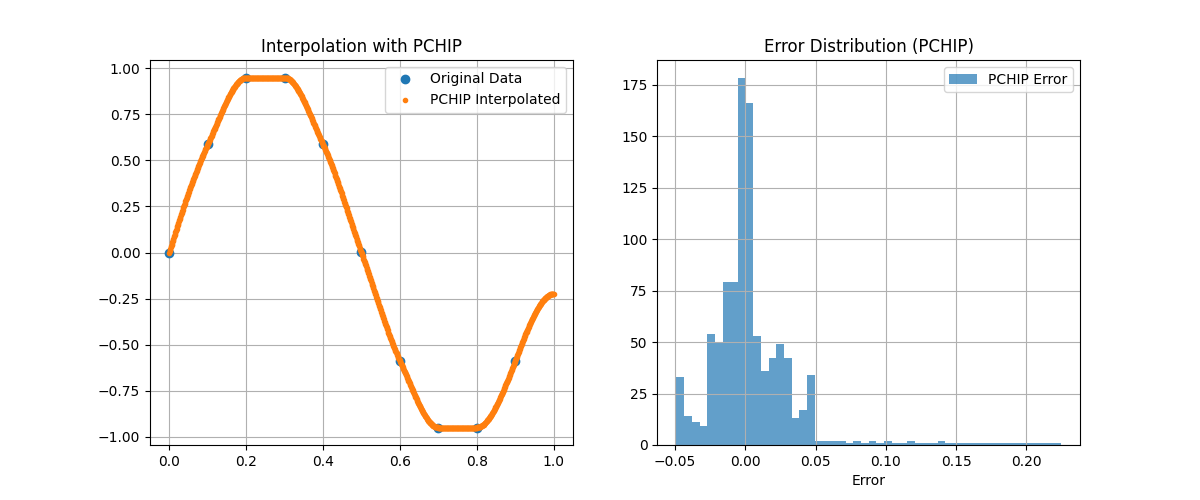 Interpolation with PCHIP
1.00
0.75
0.50
0.25
0.00
−0.25
−0.50
−0.75
−1.00
0.0 0.2 0.4 0.6 0.8 1.0
Original Data
PCHIP Interpolated
Error Distribution (PCHIP)
175
150
125
100
75
50
25
0
−0.05 0.00 0.05 0.10 0.15 0.20
Error
PCHIP Error